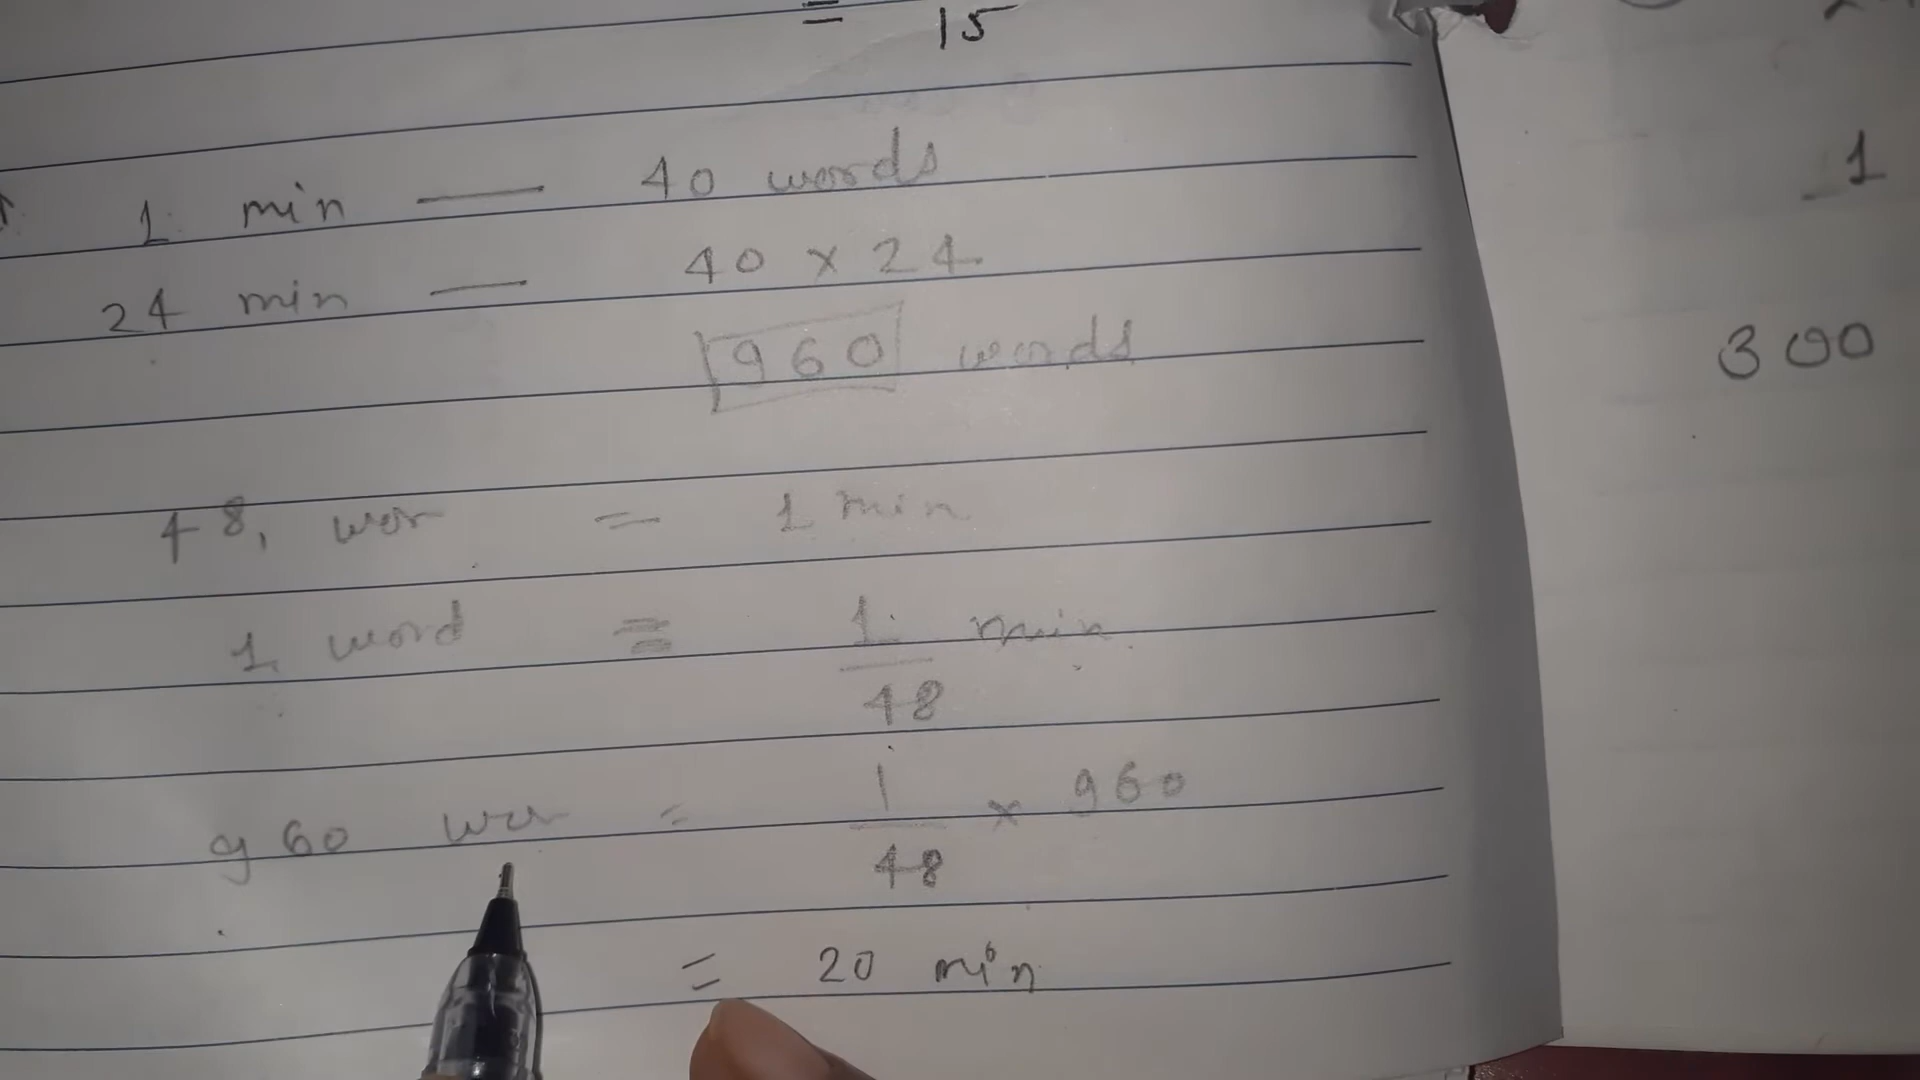 = 15
1 min — 40 words
24 min — 40 x 24
960 words
48, wor = 1 min
1 word = 1/48 min
960 wor = 1/48 x 960
= 20 min
1
300